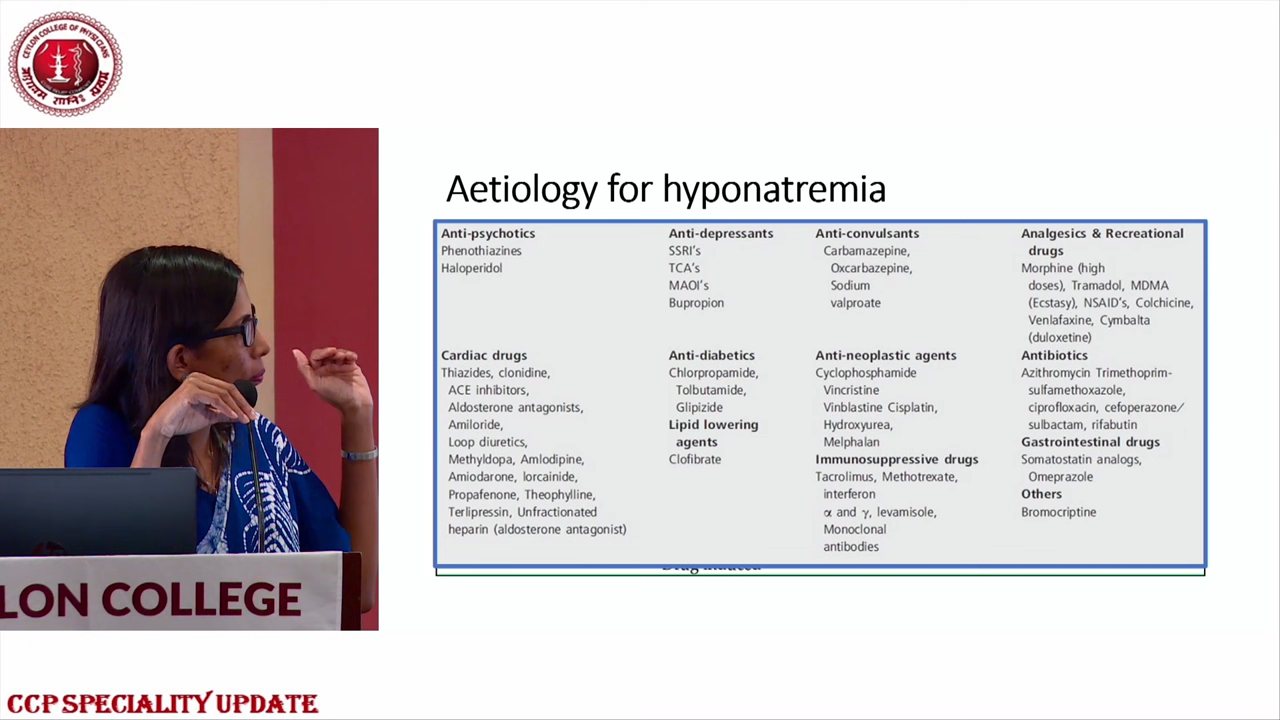 CEYLON COLLEGE OF PHYSICIANS
Aetiology for hyponatremia
Anti-psychotics
Phenothiazines
Haloperidol
Anti-depressants
SSRI's
TCA's
MAOI's
Bupropion
Anti-convulsants
Carbamazepine,
Oxcarbazepine,
Sodium
valproate
Analgesics & Recreational
drugs
Morphine (high
doses), Tramadol, MDMA
(Ecstasy), NSAID's, Colchicine,
Venlafaxine, Cymbalta
(duloxetine)
Cardiac drugs
Thiazides, clonidine,
ACE inhibitors,
Aldosterone antagonists,
Amiloride,
Loop diuretics,
Methyldopa, Amlodipine,
Amiodarone, lorcainide,
Propafenone, Theophylline,
Terlipressin, Unfractionated
heparin (aldosterone antagonist)
Anti-diabetics
Chlorpropamide,
Tolbutamide,
Glipizide
Lipid lowering
agents
Clofibrate
Anti-neoplastic agents
Cyclophosphamide
Vincristine
Vinblastine Cisplatin,
Hydroxyurea,
Melphalan
Immunosuppressive drugs
Tacrolimus, Methotrexate,
interferon
α and γ, levamisole,
Monoclonal
antibodies
Antibiotics
Azithromycin Trimethoprim-
sulfamethoxazole,
ciprofloxacin, cefoperazone/
sulbactam, rifabutin
Gastrointestinal drugs
Somatostatin analogs,
Omeprazole
Others
Bromocriptine
LON COLLEGE
CCP SPECIALITY UPDATE